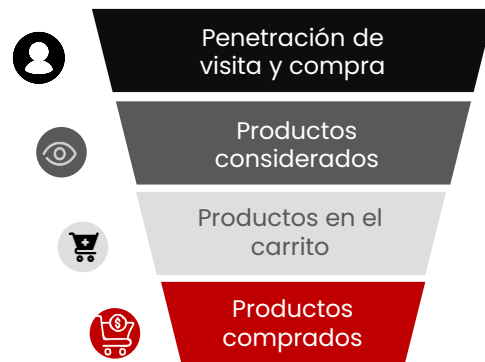 Penetración de
visita y compra
Productos
considerados
Productos en el
carrito
Productos
comprados